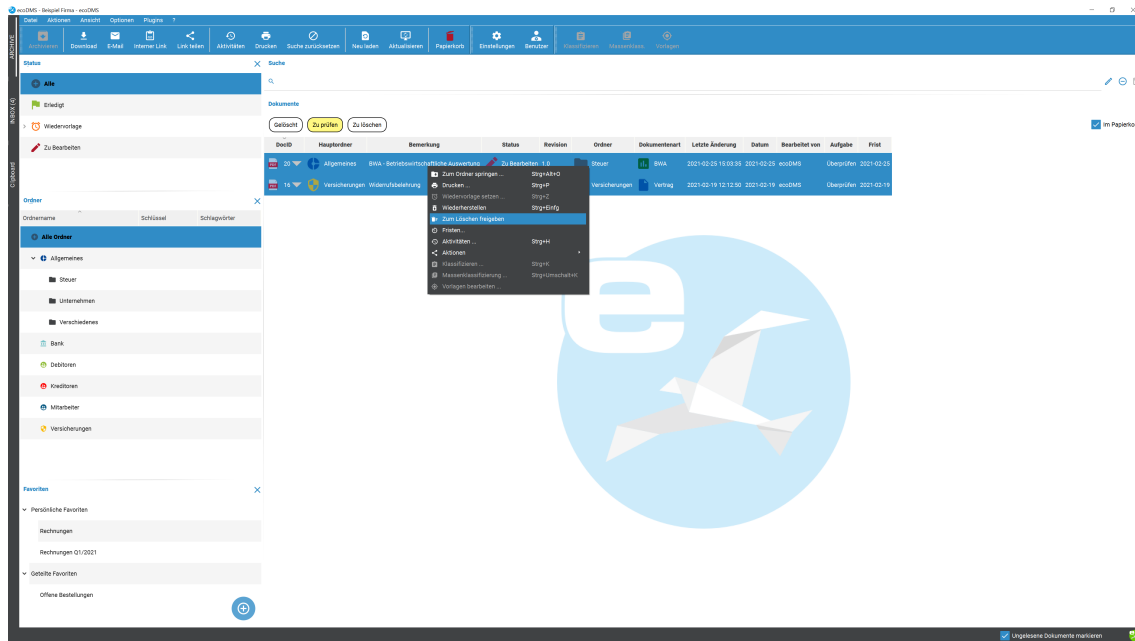 ecoDMS - Beispiel Firma - ecoDMS
Datei Aktionen Ansicht Optionen Plugins ?
Archivieren Download E-Mail Interner Link Link teilen Aktivitäten Drucken Suche zurücksetzen Neu laden Aktualisieren Papierkorb Einstellungen Benutzer Klassifizieren Massenklass. Vorlagen
ARCHIVE
INBOX (4)
Clipboard
Status
Alle
Erledigt
Wiedervorlage
Zu Bearbeiten
Ordner
Ordnername Schlüssel Schlagwörter
Alle Ordner
Allgemeines
Steuer
Unternehmen
Verschiedenes
Bank
Debitoren
Kreditoren
Mitarbeiter
Versicherungen
Favoriten
Persönliche Favoriten
Rechnungen
Rechnungen Q1/2021
Geteilte Favoriten
Offene Bestellungen
Suche
Dokumente
Gelöscht Zu prüfen Zu löschen
Im Papierko
DocID Hauptordner Bemerkung Status Revision Ordner Dokumentenart Letzte Änderung Datum Bearbeitet von Aufgabe Frist
20 Allgemeines BWA - Betriebswirtschaftliche Auswertung Zu Bearbeiten 1.0 Steuer BWA 2021-02-25 15:03:35 2021-02-25 ecoDMS Überprüfen 2021-02-25
16 Versicherungen Widerrufsbelehrung Versicherungen Vertrag 2021-02-19 12:12:50 2021-02-19 ecoDMS Überprüfen 2021-02-19
Zum Ordner springen ... Strg+Alt+O
Drucken ... Strg+P
Wiedervorlage setzen ... Strg+Z
Wiederherstellen Strg+Einfg
Zum Löschen freigeben
Fristen...
Aktivitäten ... Strg+H
Aktionen
Klassifizieren ... Strg+K
Massenklassifizierung ... Strg+Umschalt+K
Vorlagen bearbeiten ...
e
Ungelesene Dokumente markieren